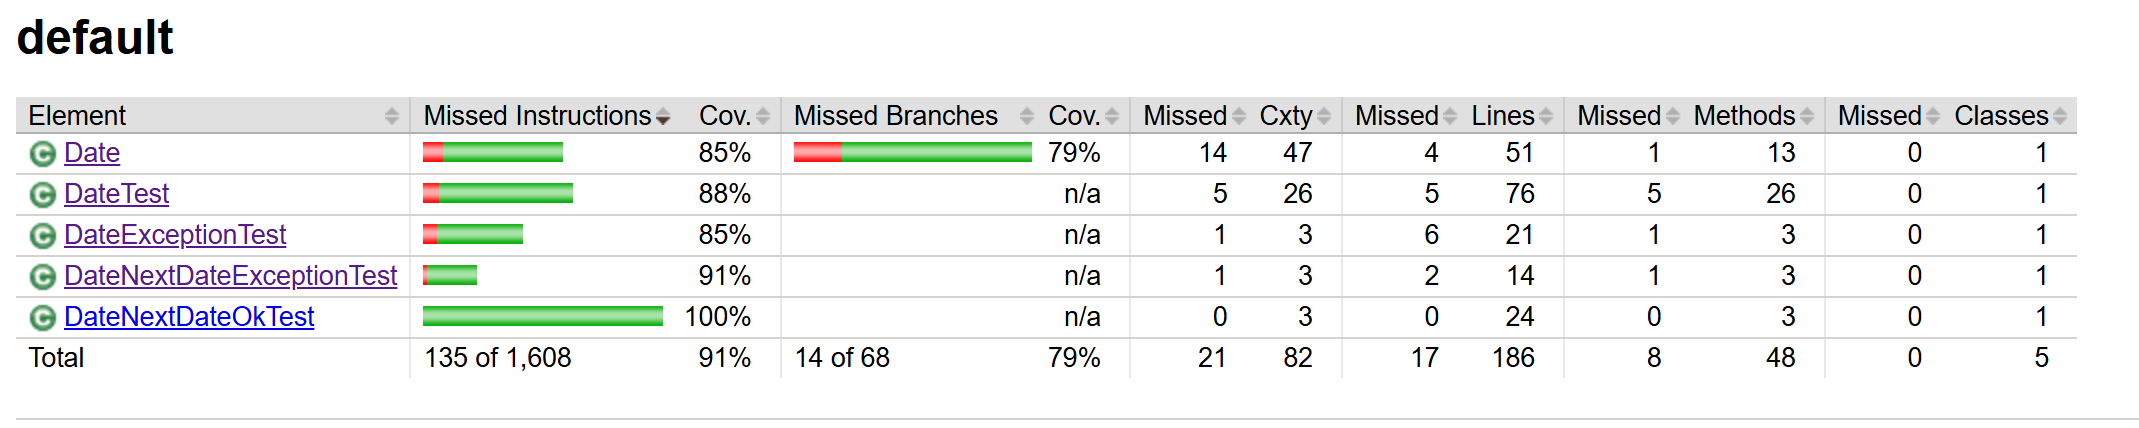 default
Element Missed Instructions Cov. Missed Branches Cov. Missed Cxty Missed Lines Missed Methods Missed Classes
Date 85% 79% 14 47 4 51 1 13 0 1
DateTest 88% n/a 5 26 5 76 5 26 0 1
DateExceptionTest 85% n/a 1 3 6 21 1 3 0 1
DateNextDateExceptionTest 91% n/a 1 3 2 14 1 3 0 1
DateNextDateOkTest 100% n/a 0 3 0 24 0 3 0 1
Total 135 of 1,608 91% 14 of 68 79% 21 82 17 186 8 48 0 5